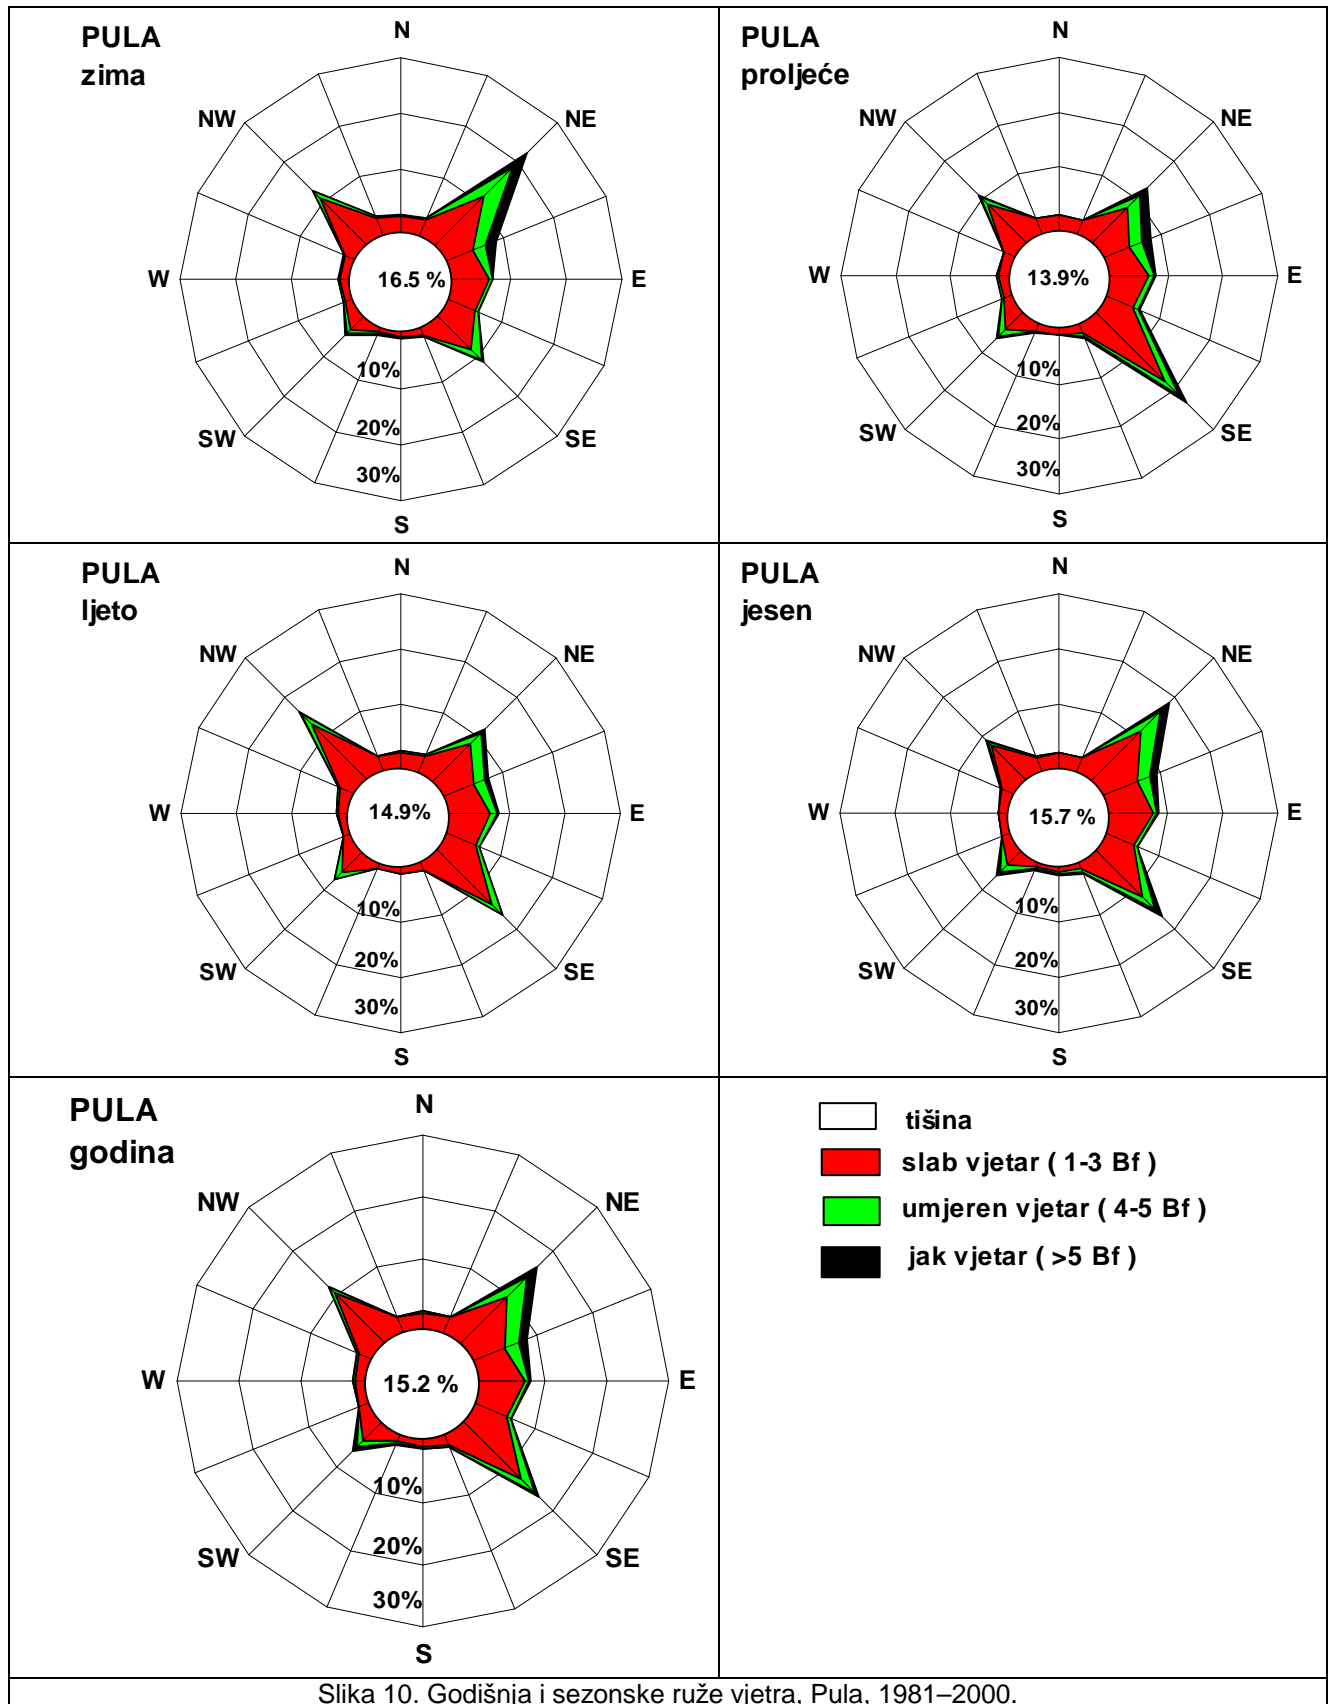 PULA
zima
N
NW
NE
W
16.5 %
E
10%
20%
SW
SE
30%
S
PULA
proljeće
N
NW
NE
W
13.9%
E
10%
20%
SW
SE
30%
S
PULA
ljeto
N
NW
NE
W
14.9%
E
10%
20%
SW
SE
30%
S
PULA
jesen
N
NW
NE
W
15.7 %
E
10%
20%
SW
SE
30%
S
PULA
godina
N
NW
NE
W
15.2 %
E
10%
20%
SW
SE
30%
S
tišina
slab vjetar ( 1-3 Bf )
umjeren vjetar ( 4-5 Bf )
jak vjetar ( >5 Bf )
Slika 10. Godišnja i sezonske ruže vjetra, Pula, 1981–2000.